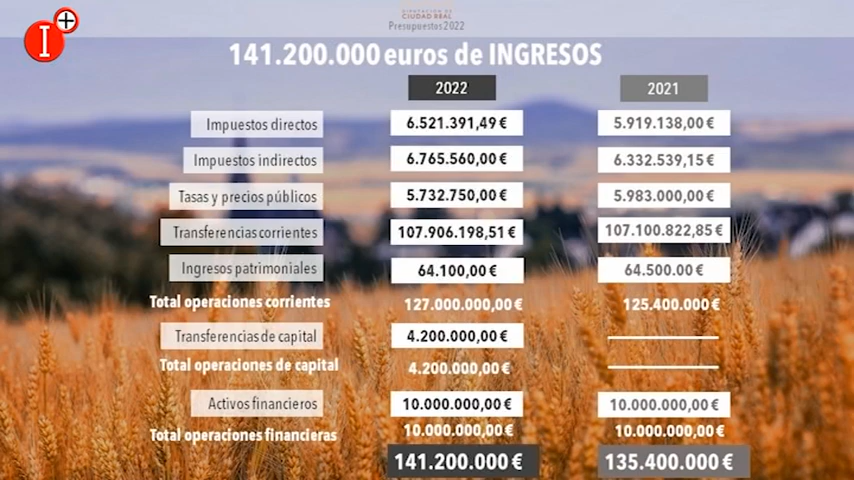 DIPUTACIÓN DE
CIUDAD REAL
Presupuestos 2022
I +
141.200.000 euros de INGRESOS
2022 2021
Impuestos directos 6.521.391,49 € 5.919.138,00 €
Impuestos indirectos 6.765.560,00 € 6.332.539,15 €
Tasas y precios públicos 5.732.750,00 € 5.983.000,00 €
Transferencias corrientes 107.906.198,51 € 107.100.822,85 €
Ingresos patrimoniales 64.100,00 € 64.500.00 €
Total operaciones corrientes 127.000.000,00 € 125.400.000 €
Transferencias de capital 4.200.000,00 €
Total operaciones de capital 4.200.000,00 €
Activos financieros 10.000.000,00 € 10.000.000,00 €
Total operaciones financieras 10.000.000,00 € 10.000.000,00 €
141.200.000 € 135.400.000 €